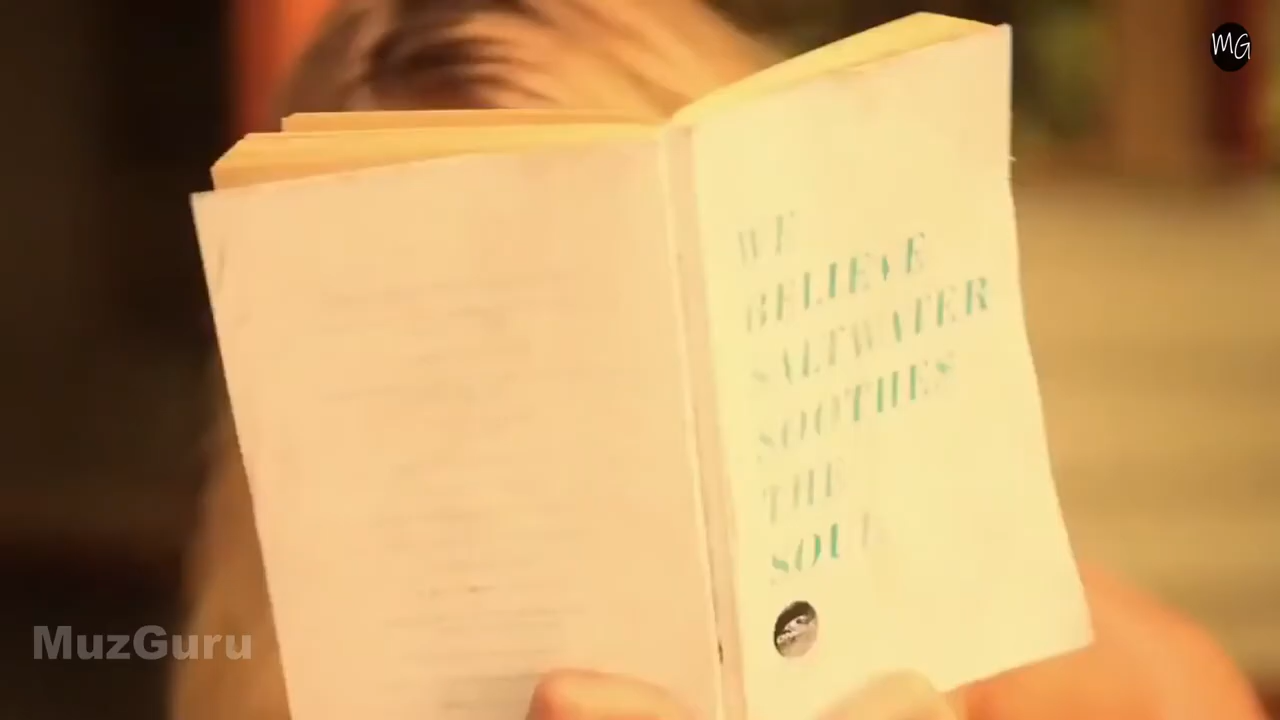 MG
WE
BELIEVE
SALTWATER
SOOTHES
THE
SOUL
MuzGuru